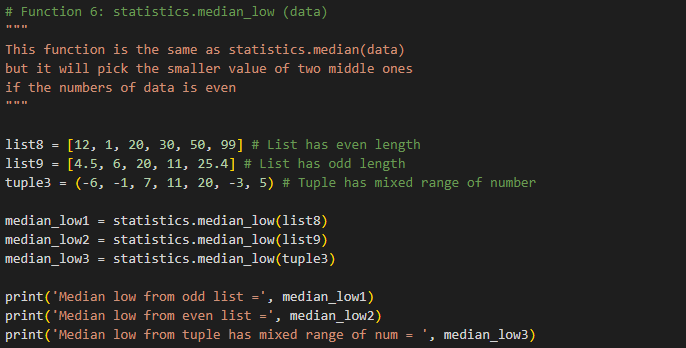 # Function 6: statistics.median_low (data)
"""
This function is the same as statistics.median(data)
but it will pick the smaller value of two middle ones
if the numbers of data is even
"""
list8 = [12, 1, 20, 30, 50, 99] # List has even length
list9 = [4.5, 6, 20, 11, 25.4] # List has odd length
tuple3 = (-6, -1, 7, 11, 20, -3, 5) # Tuple has mixed range of number
median_low1 = statistics.median_low(list8)
median_low2 = statistics.median_low(list9)
median_low3 = statistics.median_low(tuple3)
print('Median low from odd list =', median_low1)
print('Median low from even list =', median_low2)
print('Median low from tuple has mixed range of num = ', median_low3)